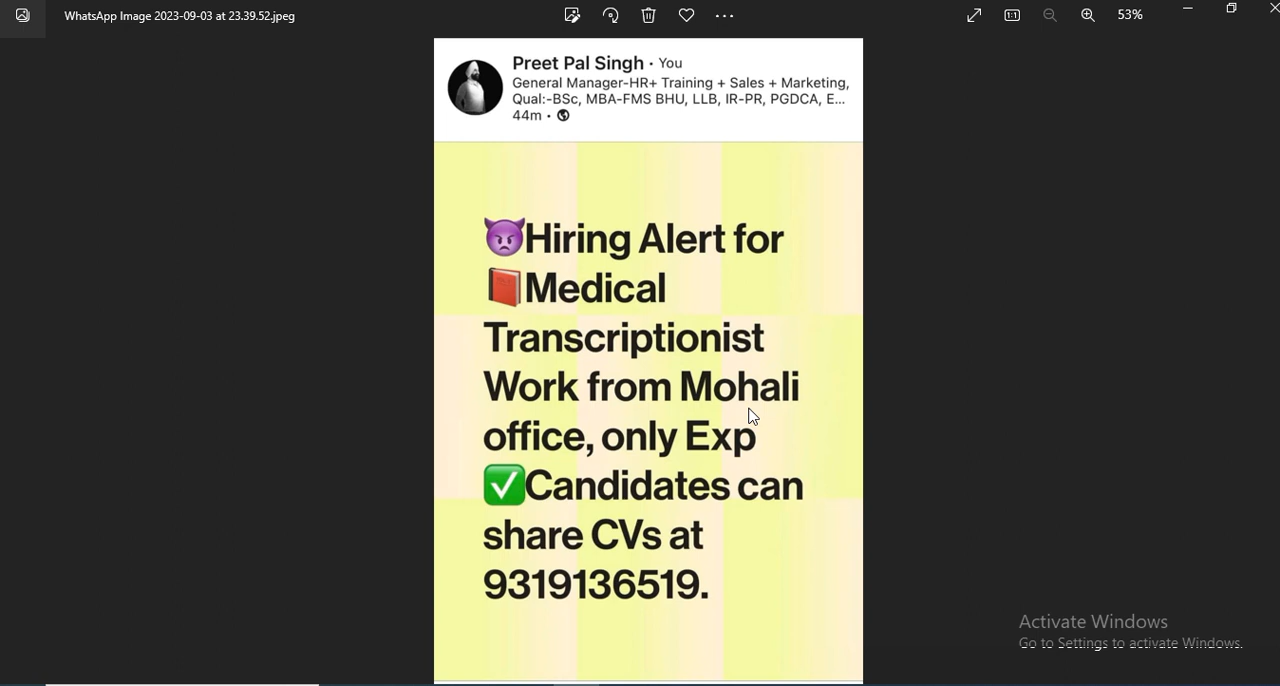 WhatsApp Image 2023-09-03 at 23.39.52.jpeg
53%
Preet Pal Singh · You
General Manager-HR+ Training + Sales + Marketing,
Qual:-BSc, MBA-FMS BHU, LLB, IR-PR, PGDCA, E...
44m ·
👿Hiring Alert for
📕Medical
Transcriptionist
Work from Mohali
office, only Exp
✅Candidates can
share CVs at
9319136519.
Activate Windows
Go to Settings to activate Windows.